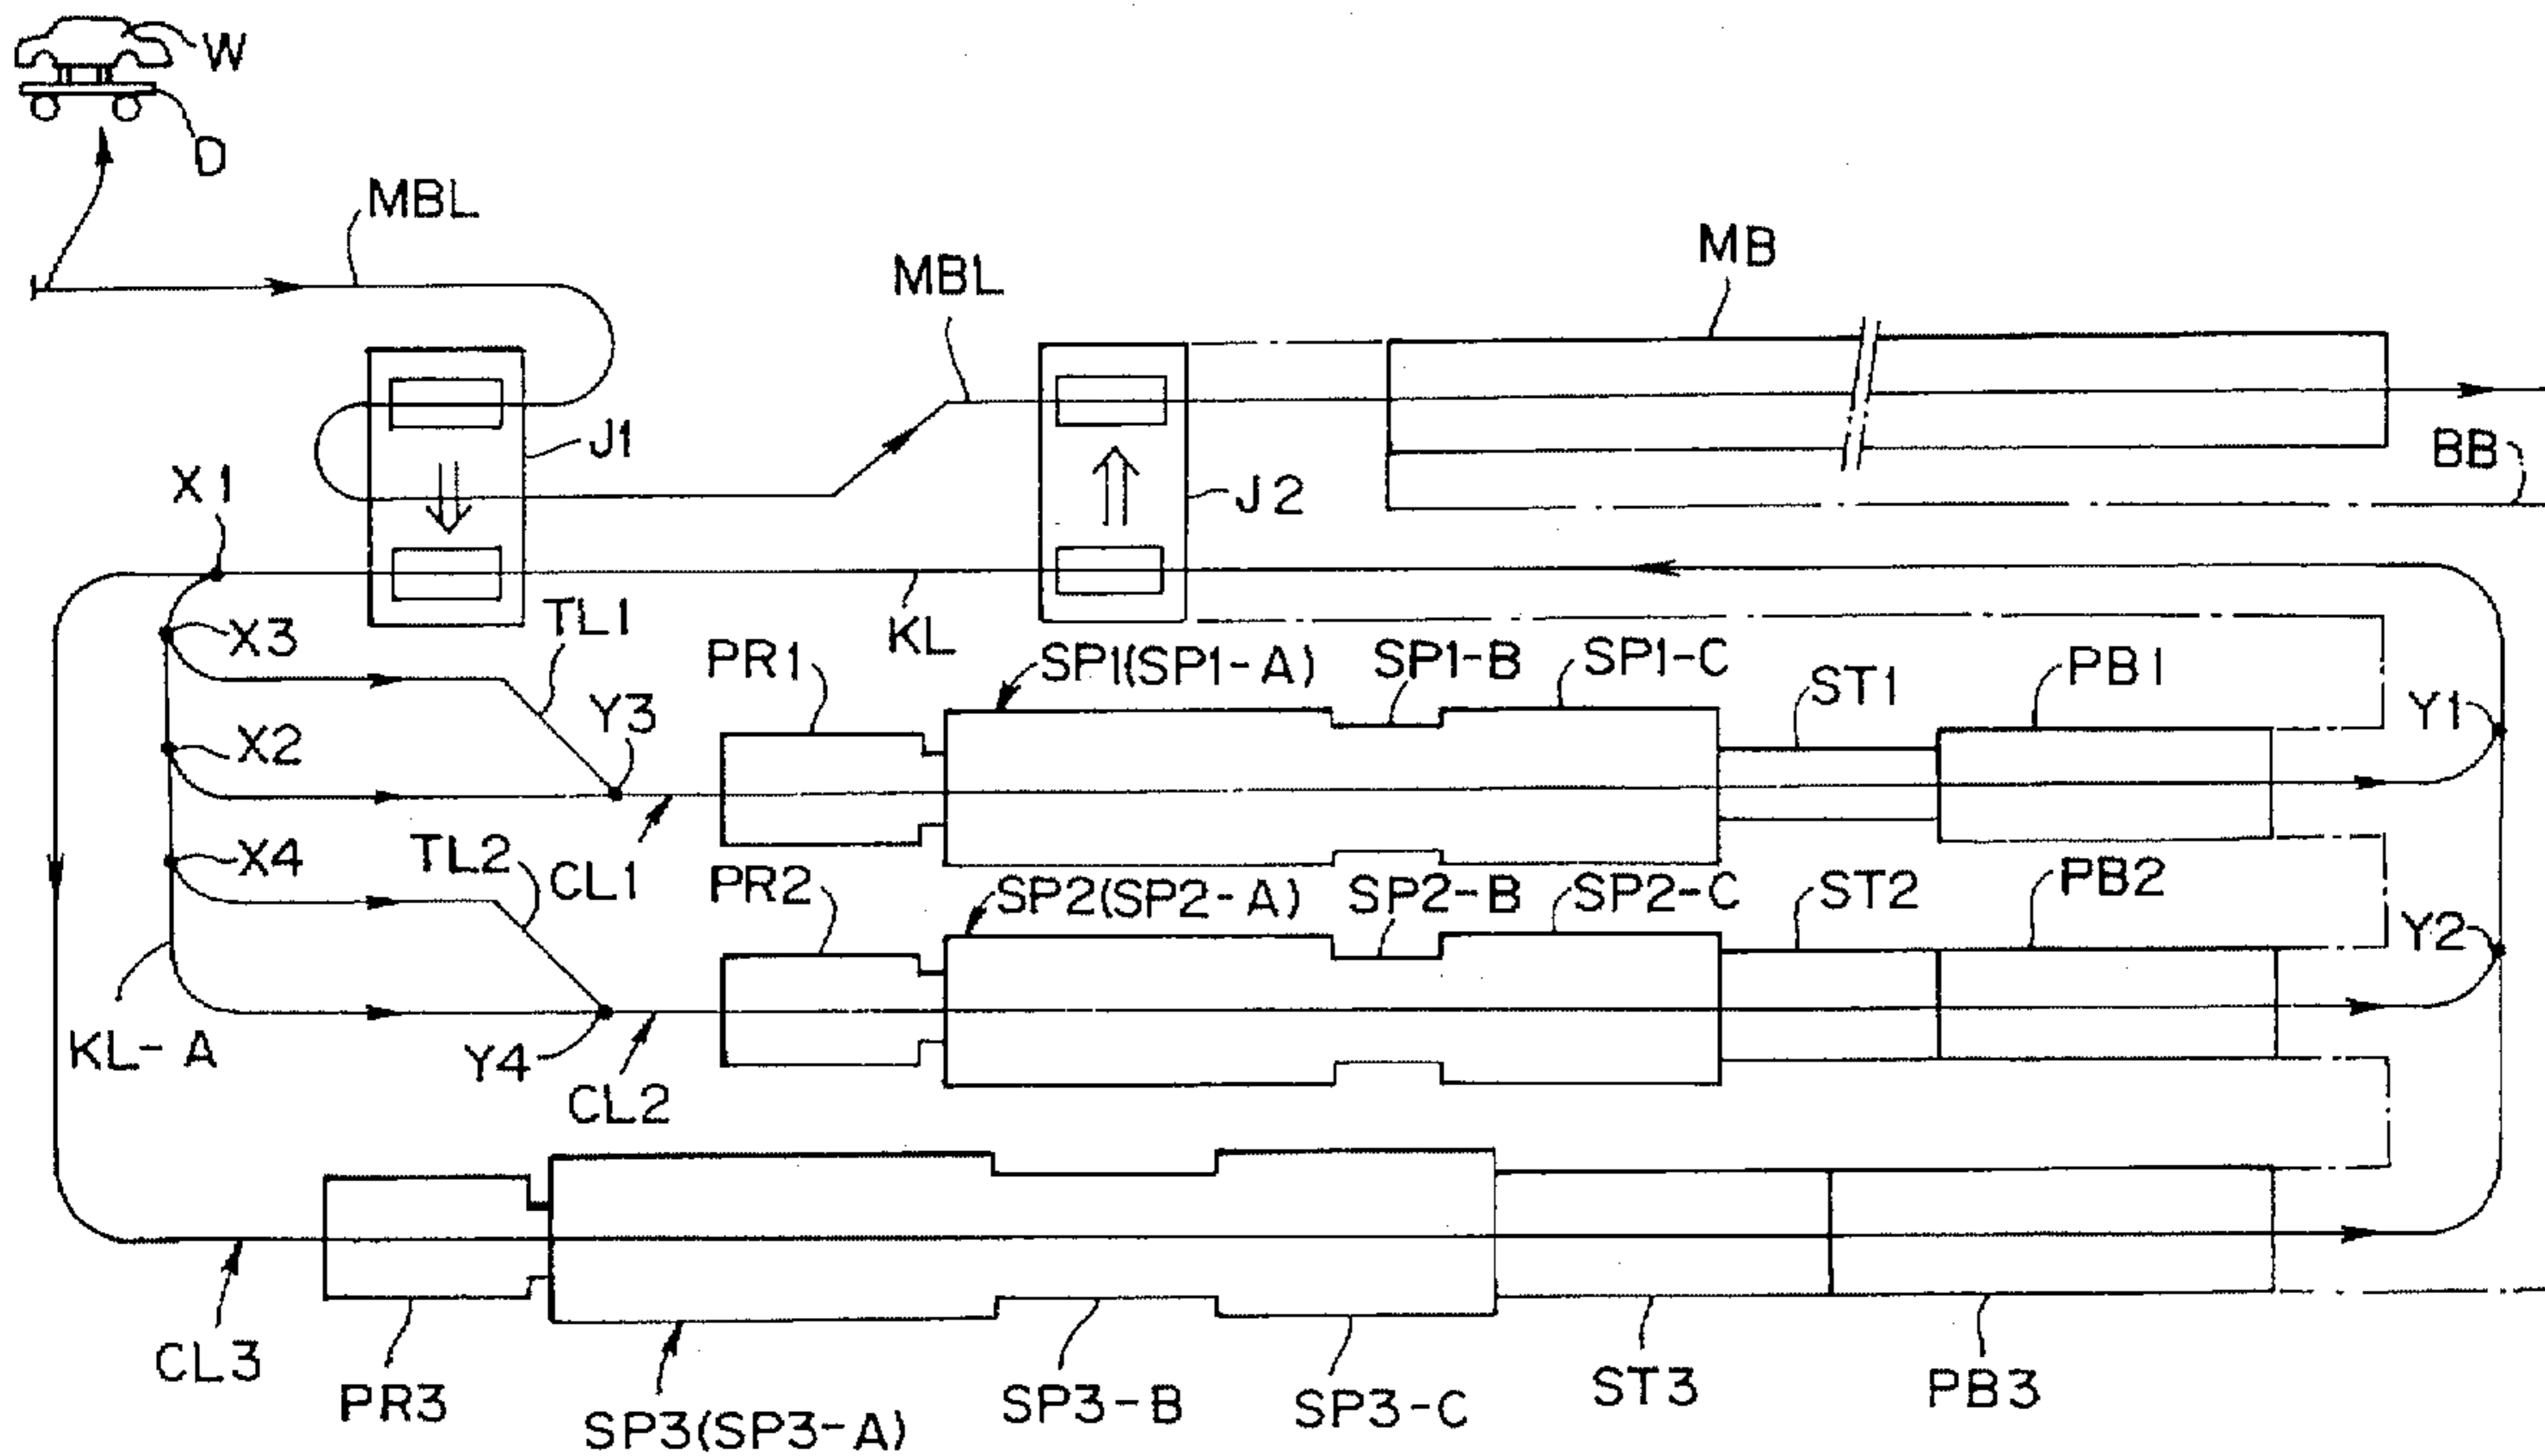 W
D
MBL
MBL
MB
J1
J2
BB
X1
X3
TL1
KL
PR1
SP1(SP1-A)
SP1-B
SP1-C
ST1
PB1
Y1
X2
Y3
X4
TL2
CL1
PR2
SP2(SP2-A)
SP2-B
SP2-C
ST2
PB2
Y2
KL-A
Y4
CL2
CL3
PR3
SP3(SP3-A)
SP3-B
SP3-C
ST3
PB3